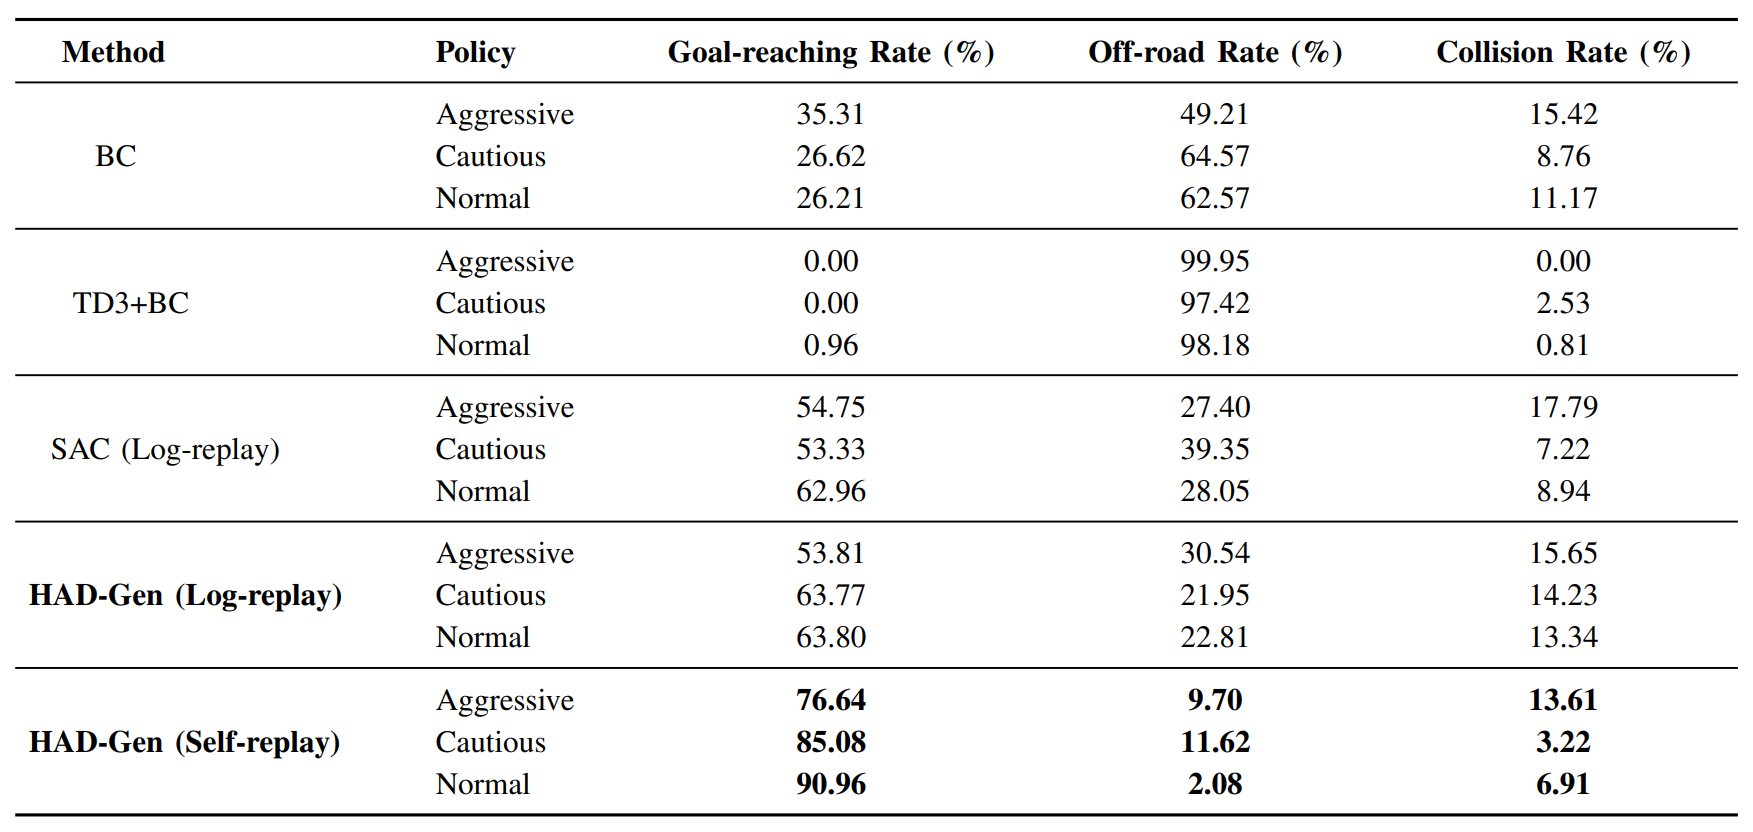 Method Policy Goal-reaching Rate (%) Off-road Rate (%) Collision Rate (%)
Aggressive 35.31 49.21 15.42
BC Cautious 26.62 64.57 8.76
Normal 26.21 62.57 11.17
Aggressive 0.00 99.95 0.00
TD3+BC Cautious 0.00 97.42 2.53
Normal 0.96 98.18 0.81
Aggressive 54.75 27.40 17.79
SAC (Log-replay) Cautious 53.33 39.35 7.22
Normal 62.96 28.05 8.94
Aggressive 53.81 30.54 15.65
HAD-Gen (Log-replay) Cautious 63.77 21.95 14.23
Normal 63.80 22.81 13.34
Aggressive 76.64 9.70 13.61
HAD-Gen (Self-replay) Cautious 85.08 11.62 3.22
Normal 90.96 2.08 6.91